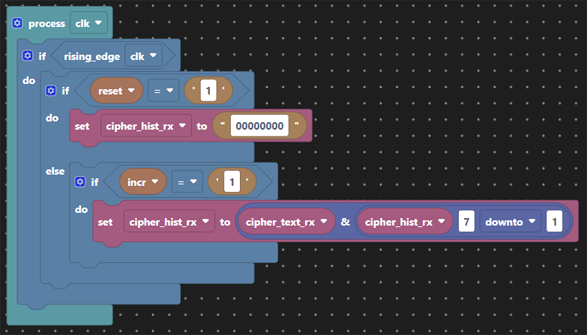 process clk
if rising_edge clk
do if reset = ' 1 '
do set cipher_hist_rx to " 00000000 "
else if incr = ' 1 '
do set cipher_hist_rx to cipher_text_rx & cipher_hist_rx 7 downto 1